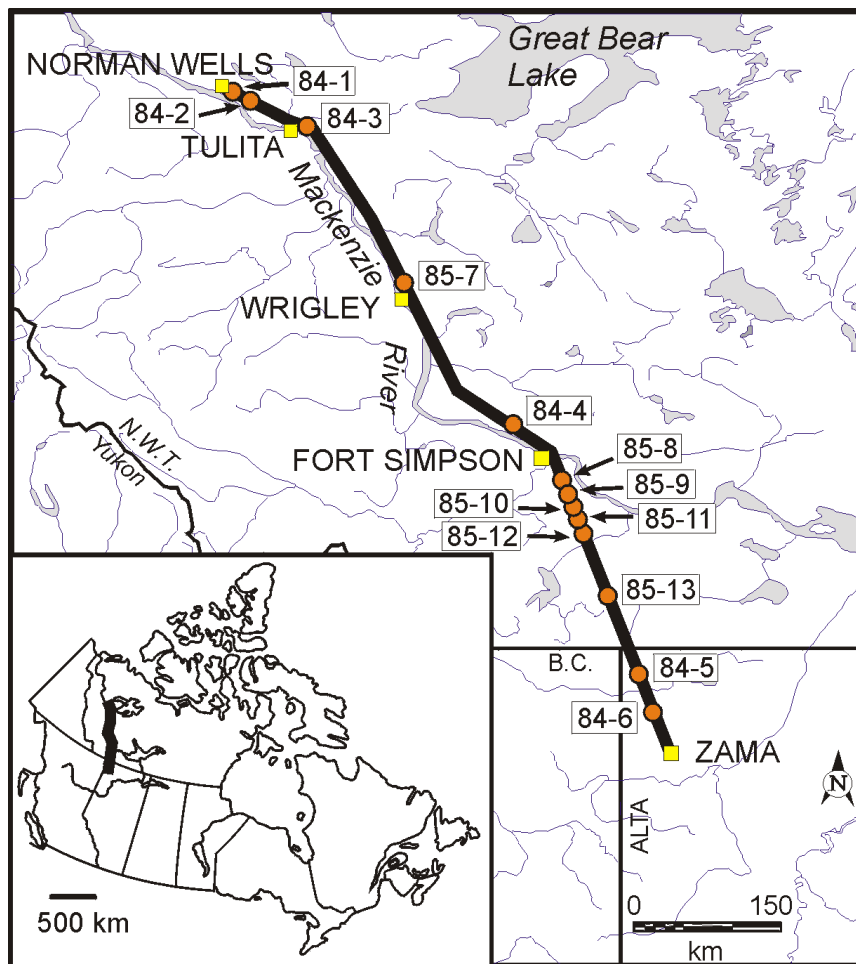 Great Bear
Lake
NORMAN WELLS
84-1
84-2
84-3
TULITA
Mackenzie
85-7
WRIGLEY
River
84-4
N.W.T.
Yukon
FORT SIMPSON
85-8
85-9
85-10
85-11
85-12
85-13
B.C.
84-5
84-6
ZAMA
N
ALTA
0 150
km
500 km